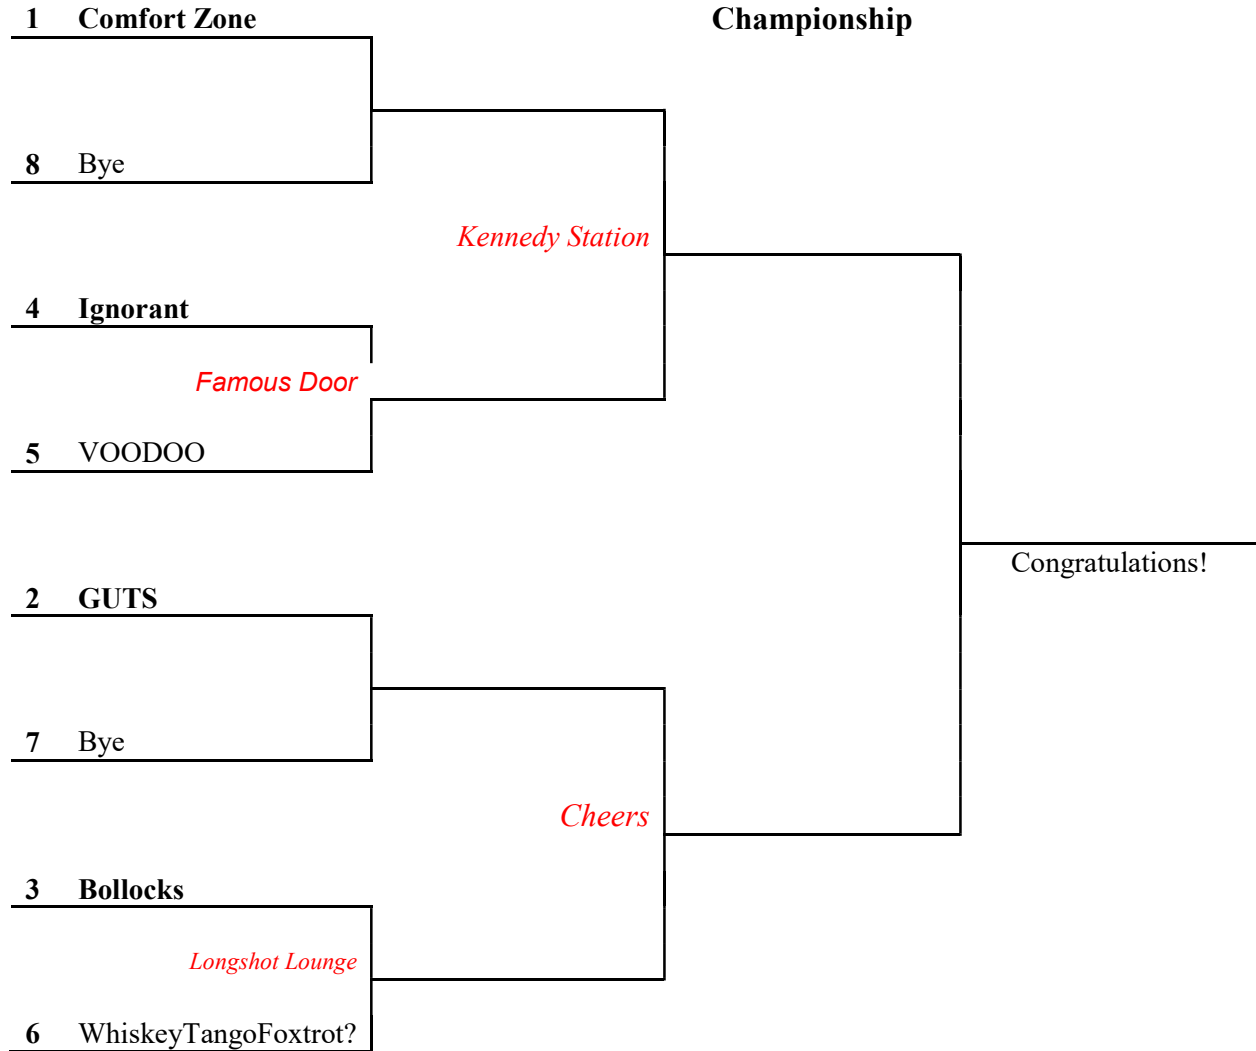 1 Comfort Zone
Championship
8 Bye
Kennedy Station
4 Ignorant
Famous Door
5 VOODOO
Congratulations!
2 GUTS
7 Bye
Cheers
3 Bollocks
Longshot Lounge
6 WhiskeyTangoFoxtrot?